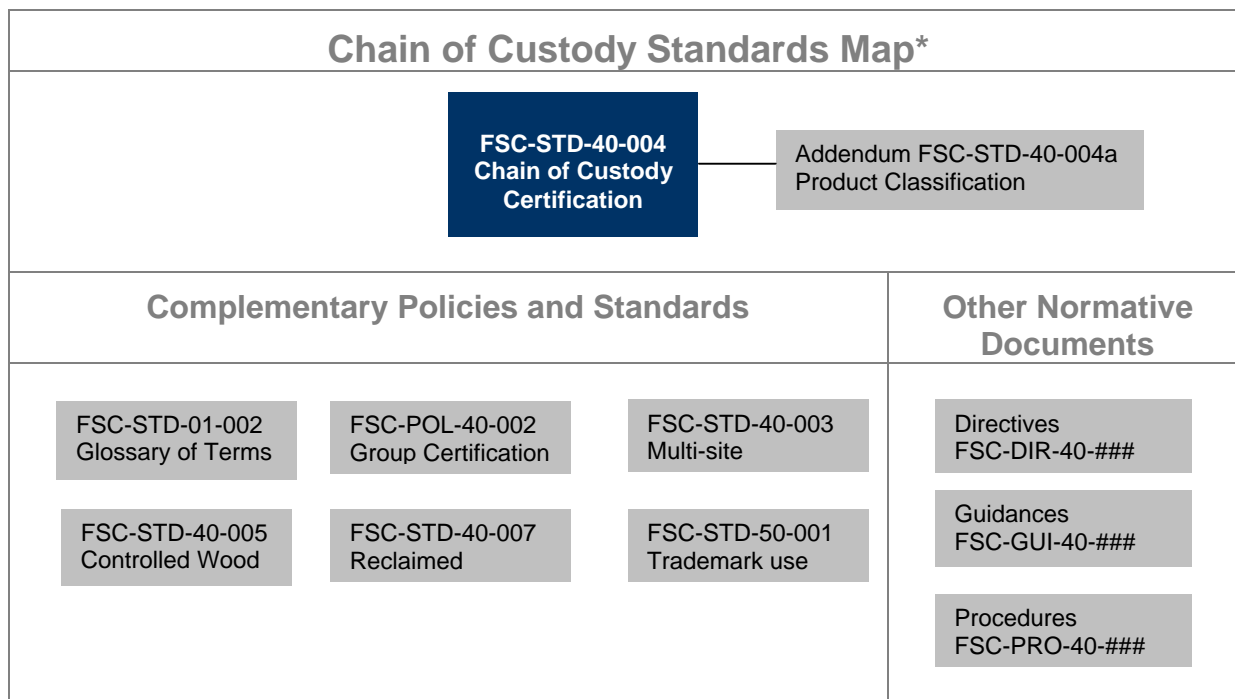 Chain of Custody Standards Map*
FSC-STD-40-004
Chain of Custody
Certification
Addendum FSC-STD-40-004a
Product Classification
Complementary Policies and Standards
Other Normative
Documents
FSC-STD-01-002
Glossary of Terms
FSC-POL-40-002
Group Certification
FSC-STD-40-003
Multi-site
FSC-STD-40-005
Controlled Wood
FSC-STD-40-007
Reclaimed
FSC-STD-50-001
Trademark use
Directives
FSC-DIR-40-###
Guidances
FSC-GUI-40-###
Procedures
FSC-PRO-40-###